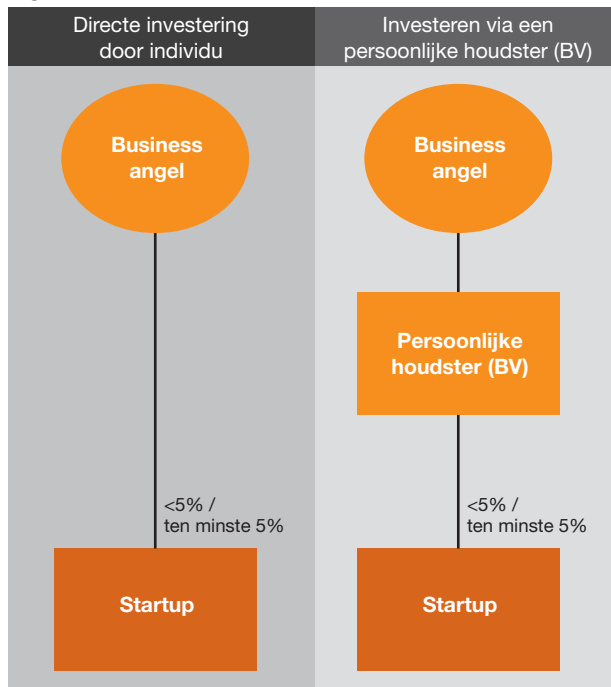 Directe investering
door individu
Investeren via een
persoonlijke houdster (BV)
Business
angel
Business
angel
Persoonlijke
houdster (BV)
<5% /
ten minste 5%
<5% /
ten minste 5%
Startup
Startup